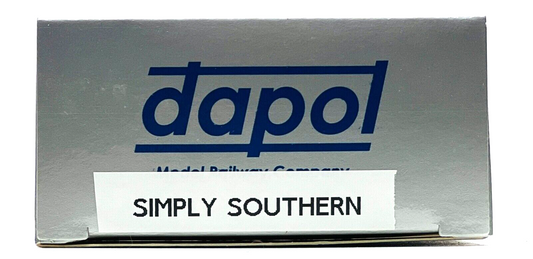 dapol
Model Railway Company
SIMPLY SOUTHERN